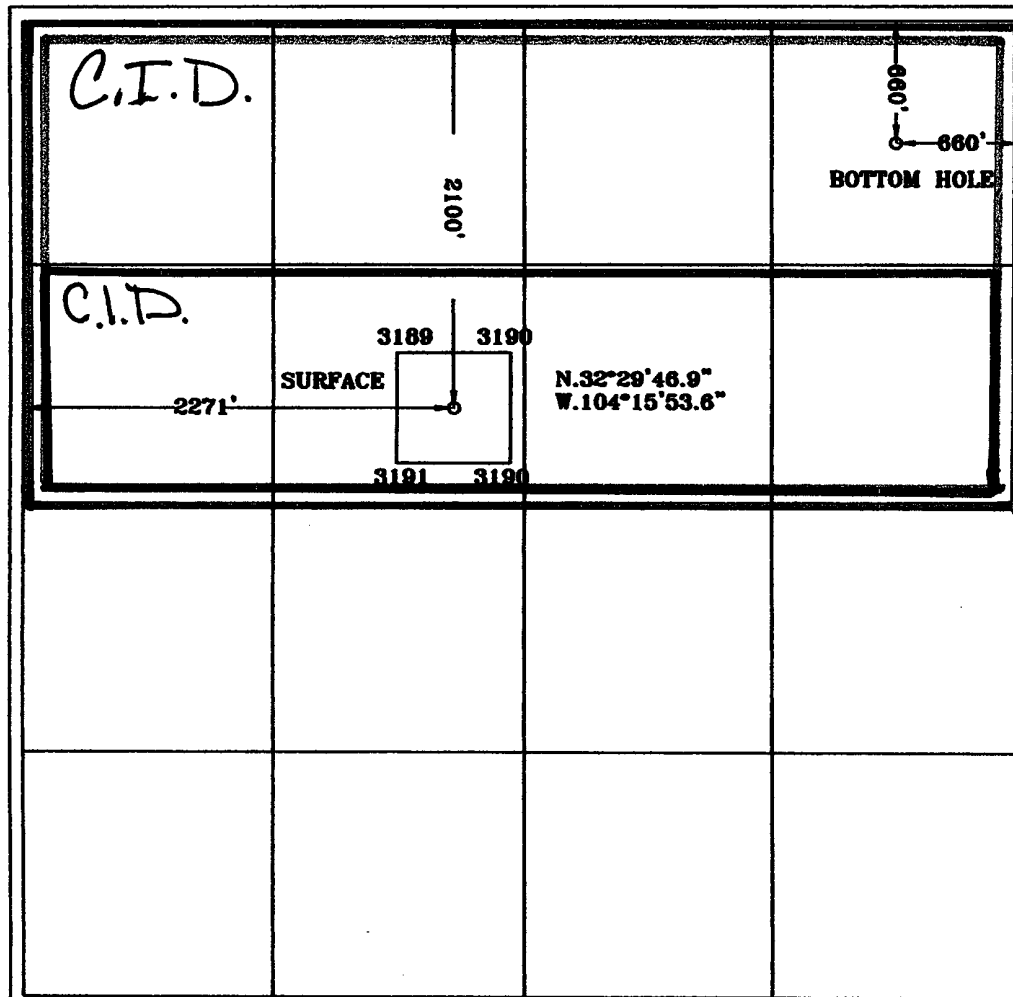 C.I.D.
660'
660'
BOTTOM HOLE
2100'
C.I.D.
3189 3190
SURFACE
N.32°29'46.9"
W.104°15'53.6"
2271'
3191 3190